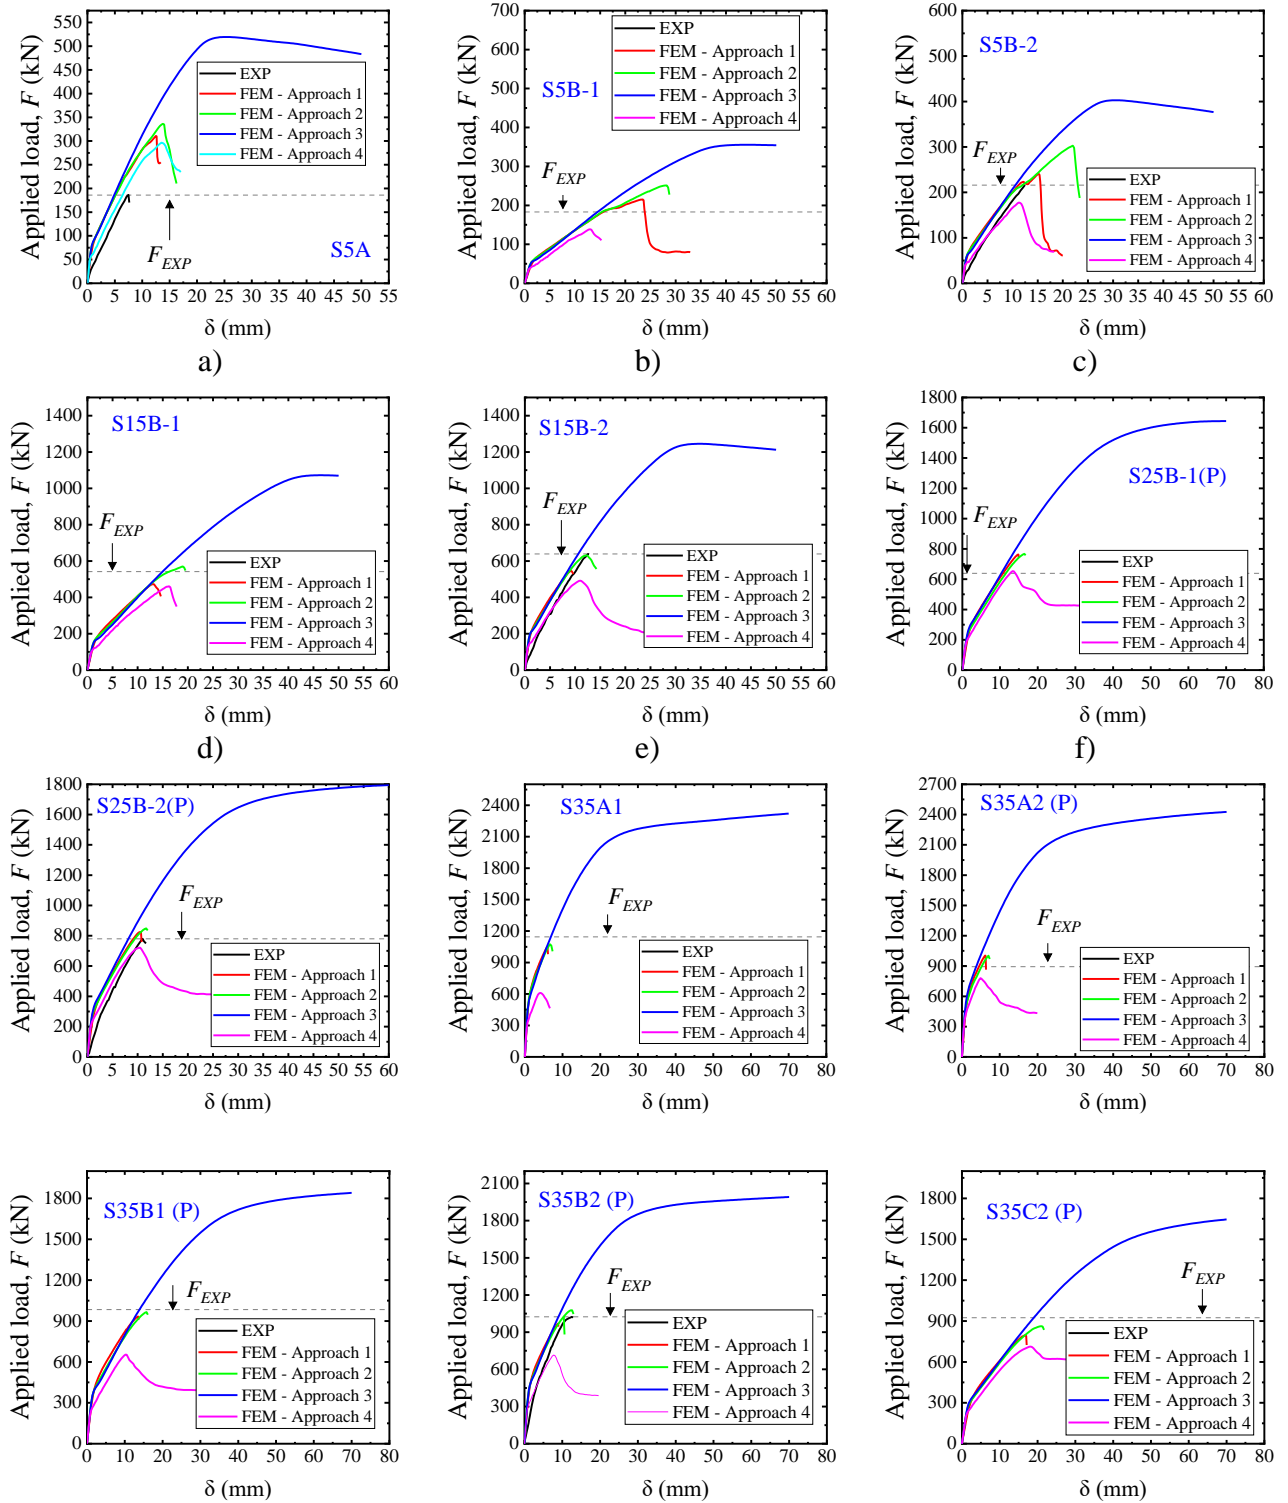 Applied load, F (kN)
550
500
450
400
350
300
250
200
150
100
50
0
EXP
FEM - Approach 1
FEM - Approach 2
FEM - Approach 3
FEM - Approach 4
F_EXP
S5A
0 5 10 15 20 25 30 35 40 45 50 55
δ (mm)
a)
Applied load, F (kN)
700
600
500
400
300
200
100
0
EXP
FEM - Approach 1
FEM - Approach 2
FEM - Approach 3
FEM - Approach 4
S5B-1
F_EXP
0 5 10 15 20 25 30 35 40 45 50 55 60
δ (mm)
b)
Applied load, F (kN)
600
500
400
300
200
100
0
S5B-2
F_EXP
EXP
FEM - Approach 1
FEM - Approach 2
FEM - Approach 3
FEM - Approach 4
0 5 10 15 20 25 30 35 40 45 50 55 60
δ (mm)
c)
Applied load, F (kN)
1400
1200
1000
800
600
400
200
0
S15B-1
F_EXP
EXP
FEM - Approach 1
FEM - Approach 2
FEM - Approach 3
FEM - Approach 4
0 5 10 15 20 25 30 35 40 45 50 55 60
δ (mm)
d)
Applied load, F (kN)
1400
1200
1000
800
600
400
200
0
S15B-2
F_EXP
EXP
FEM - Approach 1
FEM - Approach 2
FEM - Approach 3
FEM - Approach 4
0 5 10 15 20 25 30 35 40 45 50 55 60
δ (mm)
e)
Applied load, F (kN)
1800
1600
1400
1200
1000
800
600
400
200
0
S25B-1(P)
F_EXP
EXP
FEM - Approach 1
FEM - Approach 2
FEM - Approach 3
FEM - Approach 4
0 10 20 30 40 50 60 70 80
δ (mm)
f)
Applied load, F (kN)
1800
1600
1400
1200
1000
800
600
400
200
0
S25B-2(P)
F_EXP
EXP
FEM - Approach 1
FEM - Approach 2
FEM - Approach 3
FEM - Approach 4
0 5 10 15 20 25 30 35 40 45 50 55 60
δ (mm)
Applied load, F (kN)
2400
2100
1800
1500
1200
900
600
300
0
S35A1
F_EXP
EXP
FEM - Approach 1
FEM - Approach 2
FEM - Approach 3
FEM - Approach 4
0 10 20 30 40 50 60 70 80
δ (mm)
Applied load, F (kN)
2700
2400
2100
1800
1500
1200
900
600
300
0
S35A2 (P)
F_EXP
EXP
FEM - Approach 1
FEM - Approach 2
FEM - Approach 3
FEM - Approach 4
0 10 20 30 40 50 60 70 80
δ (mm)
Applied load, F (kN)
1800
1500
1200
900
600
300
0
S35B1 (P)
F_EXP
EXP
FEM - Approach 1
FEM - Approach 2
FEM - Approach 3
FEM - Approach 4
0 10 20 30 40 50 60 70 80
δ (mm)
Applied load, F (kN)
2100
1800
1500
1200
900
600
300
0
S35B2 (P)
F_EXP
EXP
FEM - Approach 1
FEM - Approach 2
FEM - Approach 3
FEM - Approach 4
0 10 20 30 40 50 60 70 80
δ (mm)
Applied load, F (kN)
1800
1500
1200
900
600
300
0
S35C2 (P)
F_EXP
EXP
FEM - Approach 1
FEM - Approach 2
FEM - Approach 3
FEM - Approach 4
0 10 20 30 40 50 60 70 80
δ (mm)